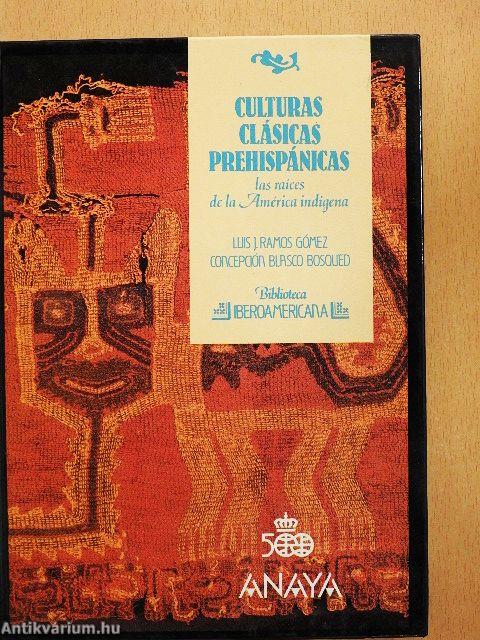 CULTURAS
CLÁSICAS
PREHISPÁNICAS
las raíces
de la América indígena
LUIS J. RAMOS GÓMEZ
CONCEPCIÓN BLASCO BOSQUED
Biblioteca
IBEROAMERICANA
500
ANAYA
Antikvárium.hu